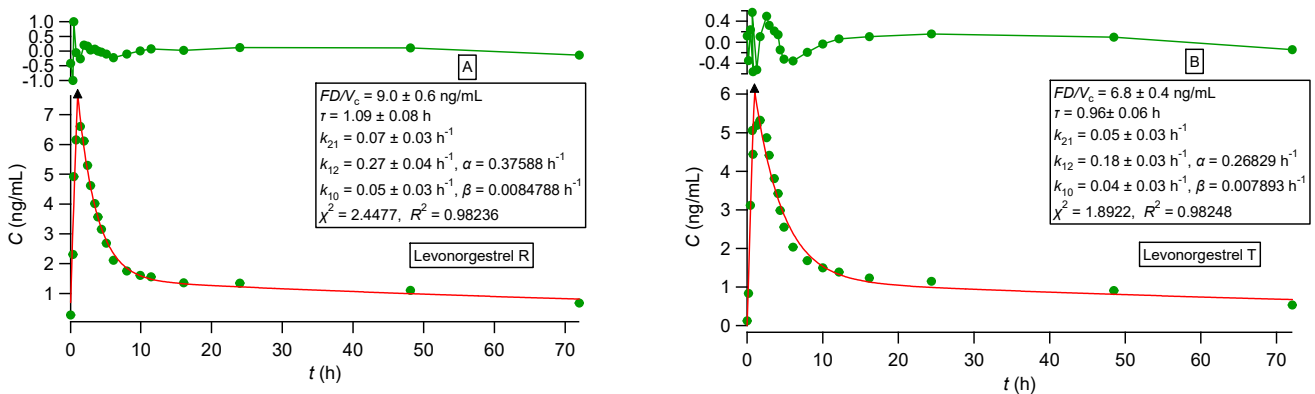 1.0
0.5
0.0
-0.5
-1.0
A
FD/Vc = 9.0 ± 0.6 ng/mL
τ = 1.09 ± 0.08 h
k21 = 0.07 ± 0.03 h-1
k12 = 0.27 ± 0.04 h-1, α = 0.37588 h-1
k10 = 0.05 ± 0.03 h-1, β = 0.0084788 h-1
χ2 = 2.4477, R2 = 0.98236
Levonorgestrel R
7
6
5
4
3
2
1
C (ng/mL)
0 10 20 30 40 50 60 70
t (h)
0.4
0.0
-0.4
B
FD/Vc = 6.8 ± 0.4 ng/mL
τ = 0.96± 0.06 h
k21 = 0.05 ± 0.03 h-1
k12 = 0.18 ± 0.03 h-1, α = 0.26829 h-1
k10 = 0.04 ± 0.03 h-1, β = 0.007893 h-1
χ2 = 1.8922, R2 = 0.98248
Levonorgestrel T
6
5
4
3
2
1
0
C (ng/mL)
0 10 20 30 40 50 60 70
t (h)